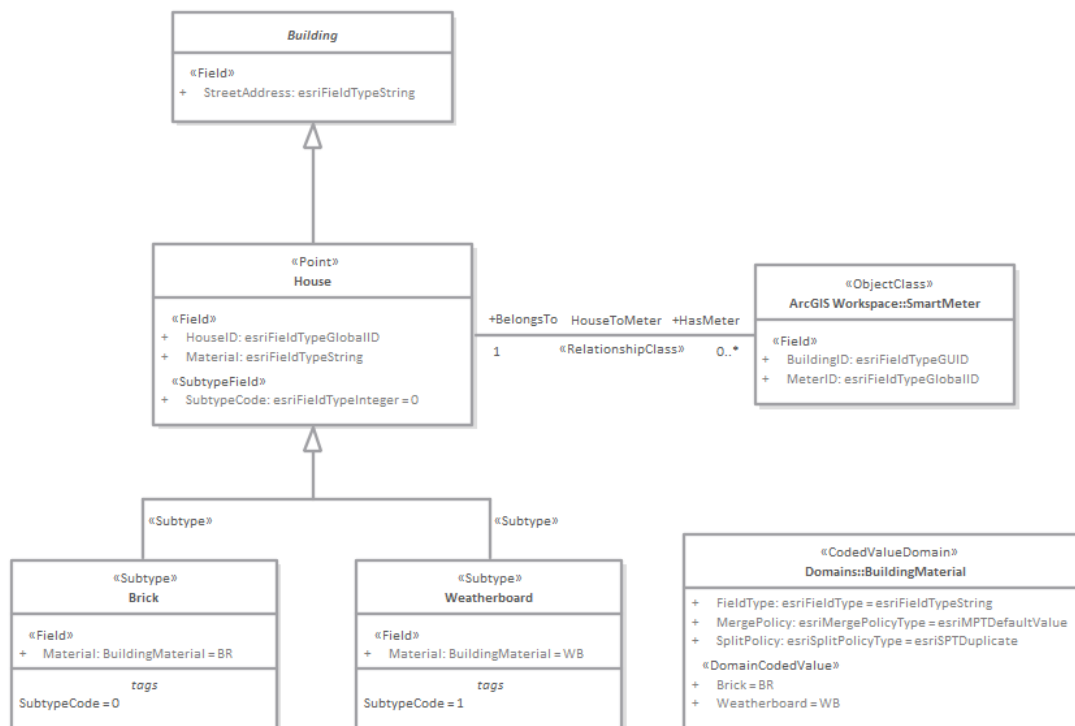 Building
«Field»
+ StreetAddress: esriFieldTypeString
«Point»
House
«Field»
+ HouseID: esriFieldTypeGlobalID
+ Material: esriFieldTypeString
«SubtypeField»
+ SubtypeCode: esriFieldTypeInteger = 0
+BelongsTo HouseToMeter +HasMeter
1 «RelationshipClass» 0..*
«ObjectClass»
ArcGIS Workspace::SmartMeter
«Field»
+ BuildingID: esriFieldTypeGUID
+ MeterID: esriFieldTypeGlobalID
«Subtype» «Subtype»
«Subtype»
Brick
«Field»
+ Material: BuildingMaterial = BR
tags
SubtypeCode = 0
«Subtype»
Weatherboard
«Field»
+ Material: BuildingMaterial = WB
tags
SubtypeCode = 1
«CodedValueDomain»
Domains::BuildingMaterial
+ FieldType: esriFieldType = esriFieldTypeString
+ MergePolicy: esriMergePolicyType = esriMPTDefaultValue
+ SplitPolicy: esriSplitPolicyType = esriSPTDuplicate
«DomainCodedValue»
+ Brick = BR
+ Weatherboard = WB